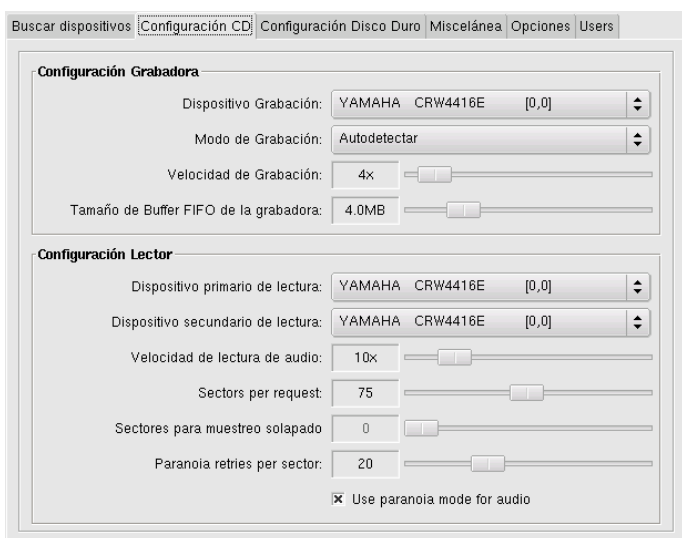 Buscar dispositivos Configuración CD Configuración Disco Duro Miscelánea Opciones Users
Configuración Grabadora
Dispositivo Grabación: YAMAHA CRW4416E [0,0]
Modo de Grabación: Autodetectar
Velocidad de Grabación: 4x
Tamaño de Buffer FIFO de la grabadora: 4.0MB
Configuración Lector
Dispositivo primario de lectura: YAMAHA CRW4416E [0,0]
Dispositivo secundario de lectura: YAMAHA CRW4416E [0,0]
Velocidad de lectura de audio: 10x
Sectors per request: 75
Sectores para muestreo solapado 0
Paranoia retries per sector: 20
Use paranoia mode for audio